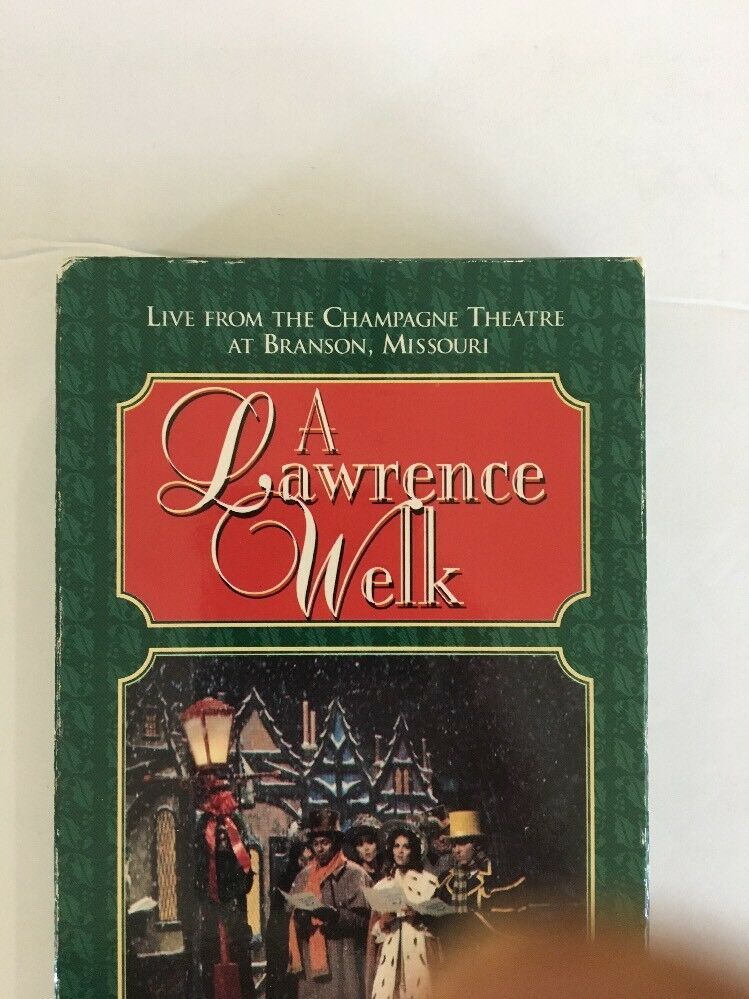 LIVE FROM THE CHAMPAGNE THEATRE
AT BRANSON, MISSOURI
A
Lawrence
Welk